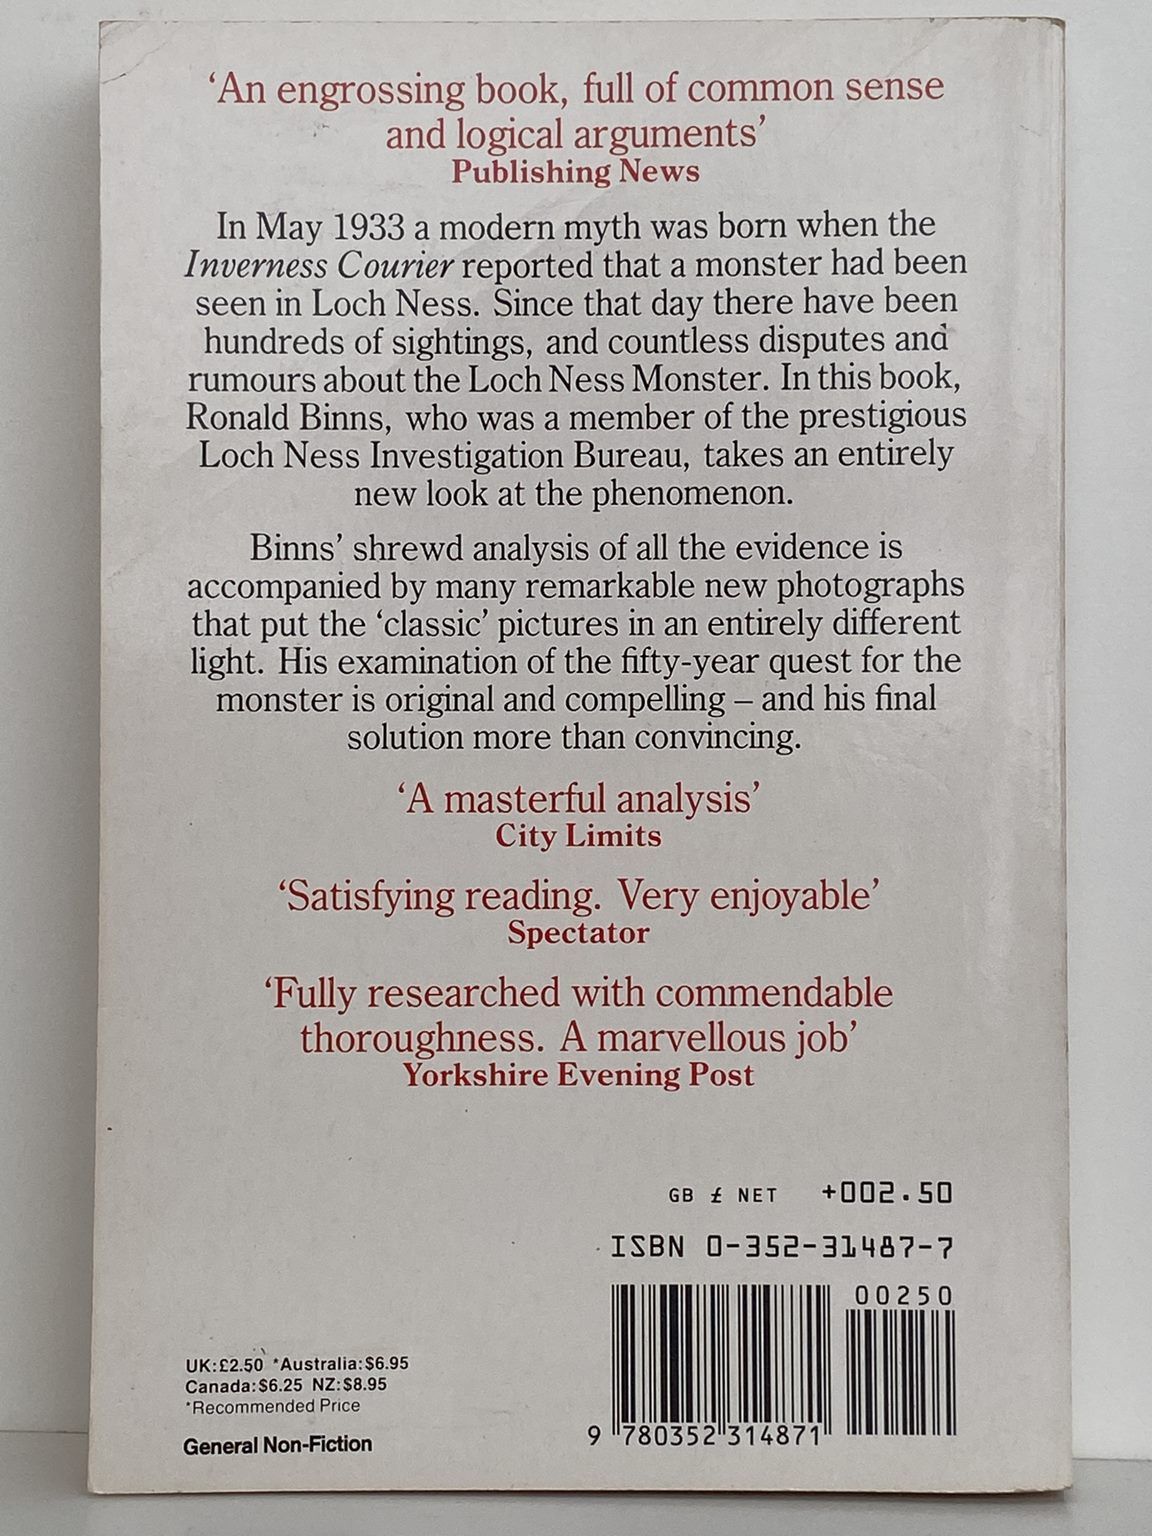 ‘An engrossing book, full of common sense
and logical arguments’
Publishing News
In May 1933 a modern myth was born when the
Inverness Courier reported that a monster had been
seen in Loch Ness. Since that day there have been
hundreds of sightings, and countless disputes and
rumours about the Loch Ness Monster. In this book,
Ronald Binns, who was a member of the prestigious
Loch Ness Investigation Bureau, takes an entirely
new look at the phenomenon.
Binns’ shrewd analysis of all the evidence is
accompanied by many remarkable new photographs
that put the ‘classic’ pictures in an entirely different
light. His examination of the fifty-year quest for the
monster is original and compelling – and his final
solution more than convincing.
‘A masterful analysis’
City Limits
‘Satisfying reading. Very enjoyable’
Spectator
‘Fully researched with commendable
thoroughness. A marvellous job’
Yorkshire Evening Post
GB £ NET +002.50
ISBN 0-352-31487-7
00250
9 780352 314871
UK:£2.50 *Australia:$6.95
Canada:$6.25 NZ:$8.95
*Recommended Price
General Non-Fiction